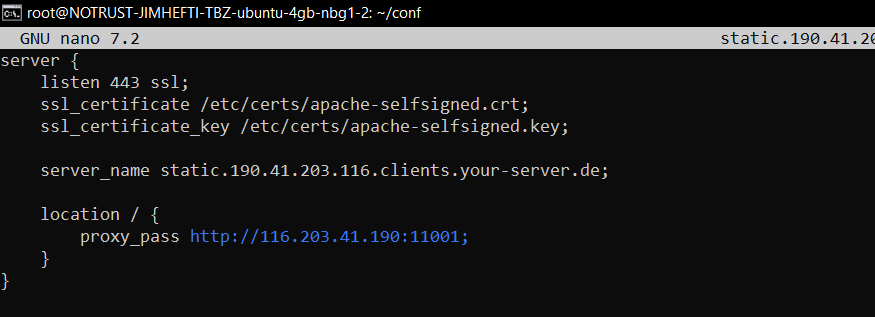 root@NOTRUST-JIMHEFTI-TBZ-ubuntu-4gb-nbg1-2: ~/conf
GNU nano 7.2 static.190.41.20
server {
    listen 443 ssl;
    ssl_certificate /etc/certs/apache-selfsigned.crt;
    ssl_certificate_key /etc/certs/apache-selfsigned.key;
    server_name static.190.41.203.116.clients.your-server.de;
    location / {
        proxy_pass http://116.203.41.190:11001;
    }
}